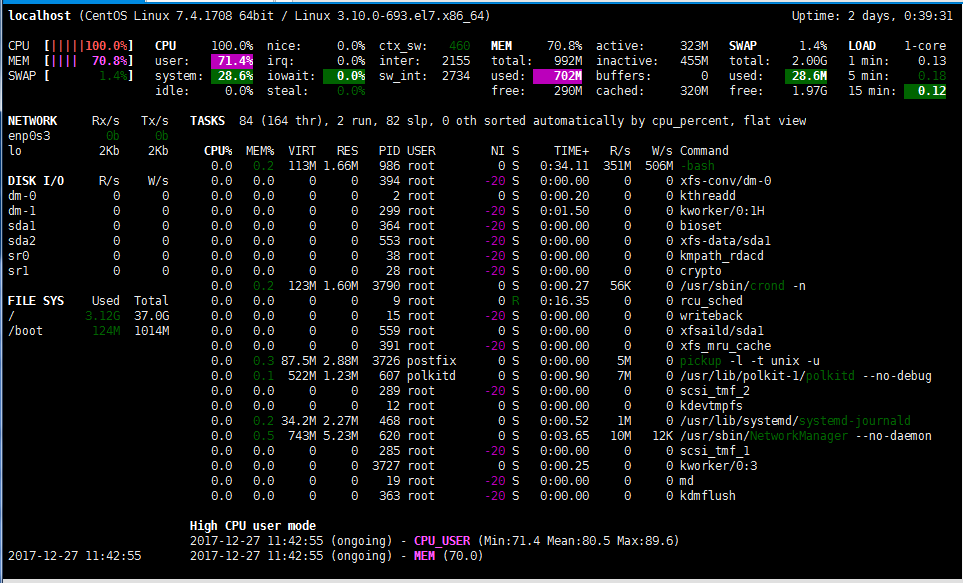 localhost (CentOS Linux 7.4.1708 64bit / Linux 3.10.0-693.el7.x86_64) Uptime: 2 days, 0:39:31
CPU [|||||100.0%] CPU 100.0% nice: 0.0% ctx_sw: 460 MEM 70.8% active: 323M SWAP 1.4% LOAD 1-core
MEM [|||| 70.8%] user: 71.4% irq: 0.0% inter: 2155 total: 992M inactive: 455M total: 2.00G 1 min: 0.13
SWAP [ 1.4%] system: 28.6% iowait: 0.0% sw_int: 2734 used: 702M buffers: 0 used: 28.6M 5 min: 0.18
idle: 0.0% steal: 0.0% free: 290M cached: 320M free: 1.97G 15 min: 0.12
NETWORK Rx/s Tx/s TASKS 84 (164 thr), 2 run, 82 slp, 0 oth sorted automatically by cpu_percent, flat view
enp0s3 0b 0b
lo 2Kb 2Kb CPU% MEM% VIRT RES PID USER NI S TIME+ R/s W/s Command
0.0 0.2 113M 1.66M 986 root 0 S 0:34.11 351M 506M -bash
DISK I/O R/s W/s 0.0 0.0 0 0 394 root -20 S 0:00.00 0 0 xfs-conv/dm-0
dm-0 0 0 0.0 0.0 0 0 2 root 0 S 0:00.20 0 0 kthreadd
dm-1 0 0 0.0 0.0 0 0 299 root -20 S 0:01.50 0 0 kworker/0:1H
sda1 0 0 0.0 0.0 0 0 364 root -20 S 0:00.00 0 0 bioset
sda2 0 0 0.0 0.0 0 0 553 root -20 S 0:00.00 0 0 xfs-data/sda1
sr0 0 0 0.0 0.0 0 0 38 root -20 S 0:00.00 0 0 kmpath_rdacd
sr1 0 0 0.0 0.0 0 0 28 root -20 S 0:00.00 0 0 crypto
0.0 0.2 123M 1.60M 3790 root 0 S 0:00.27 56K 0 /usr/sbin/crond -n
FILE SYS Used Total 0.0 0.0 0 0 9 root 0 R 0:16.35 0 0 rcu_sched
/ 3.12G 37.0G 0.0 0.0 0 0 15 root -20 S 0:00.00 0 0 writeback
/boot 124M 1014M 0.0 0.0 0 0 559 root 0 S 0:00.00 0 0 xfsaild/sda1
0.0 0.0 0 0 391 root -20 S 0:00.00 0 0 xfs_mru_cache
0.0 0.3 87.5M 2.88M 3726 postfix 0 S 0:00.00 5M 0 pickup -l -t unix -u
0.0 0.1 522M 1.23M 607 polkitd 0 S 0:00.90 7M 0 /usr/lib/polkit-1/polkitd --no-debug
0.0 0.0 0 0 289 root -20 S 0:00.00 0 0 scsi_tmf_2
0.0 0.0 0 0 12 root 0 S 0:00.00 0 0 kdevtmpfs
0.0 0.2 34.2M 2.27M 468 root 0 S 0:00.52 1M 0 /usr/lib/systemd/systemd-journald
0.0 0.5 743M 5.23M 620 root 0 S 0:03.65 10M 12K /usr/sbin/NetworkManager --no-daemon
0.0 0.0 0 0 285 root -20 S 0:00.00 0 0 scsi_tmf_1
0.0 0.0 0 0 3727 root 0 S 0:00.25 0 0 kworker/0:3
0.0 0.0 0 0 19 root -20 S 0:00.00 0 0 md
0.0 0.0 0 0 363 root -20 S 0:00.00 0 0 kdmflush
High CPU user mode
2017-12-27 11:42:55 (ongoing) - CPU_USER (Min:71.4 Mean:80.5 Max:89.6)
2017-12-27 11:42:55 2017-12-27 11:42:55 (ongoing) - MEM (70.0)